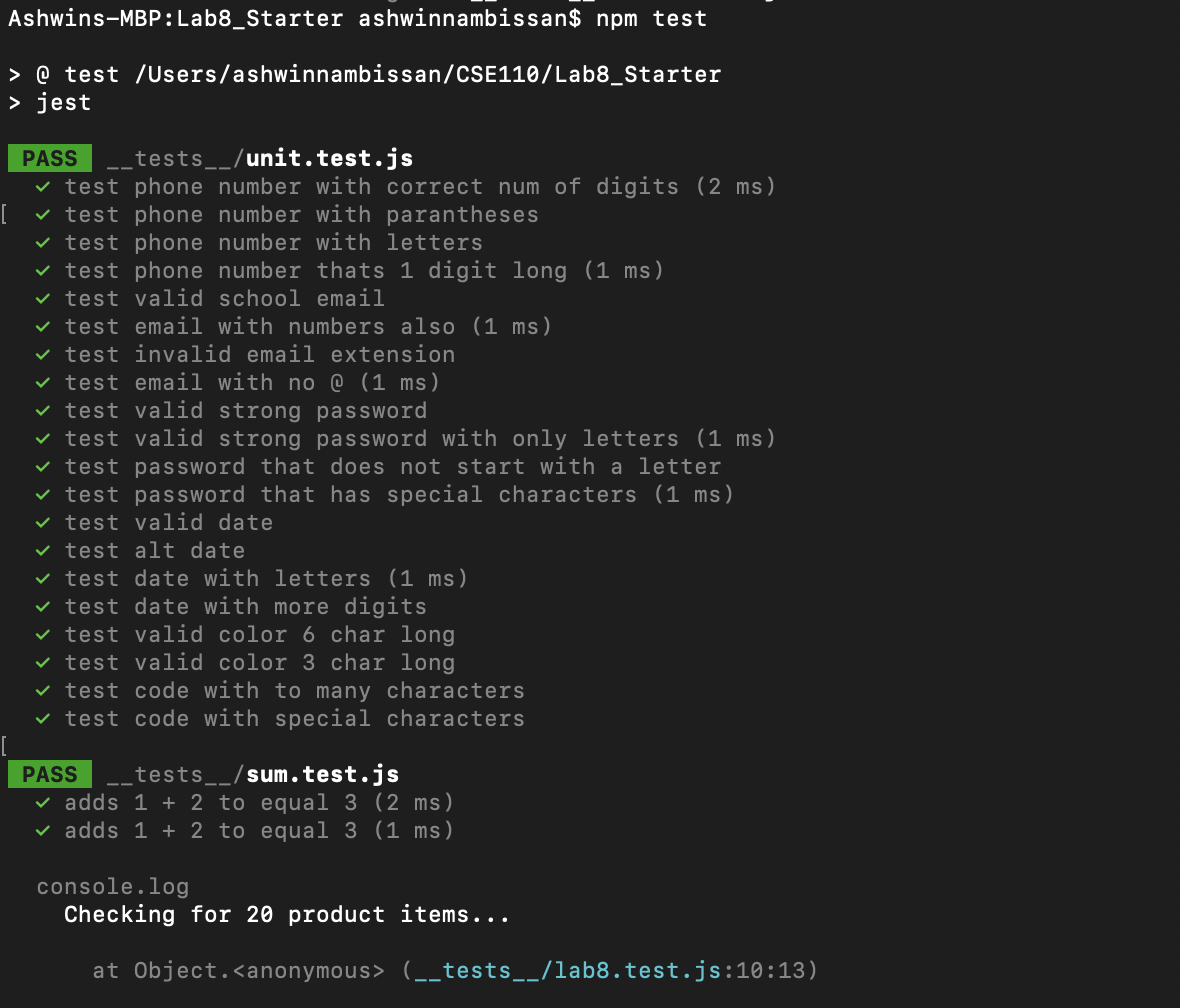 Ashwins-MBP:Lab8_Starter ashwinnambissan$ npm test
> @ test /Users/ashwinnambissan/CSE110/Lab8_Starter
> jest
PASS __tests__/unit.test.js
✓ test phone number with correct num of digits (2 ms)
[ ✓ test phone number with parantheses
✓ test phone number with letters
✓ test phone number thats 1 digit long (1 ms)
✓ test valid school email
✓ test email with numbers also (1 ms)
✓ test invalid email extension
✓ test email with no @ (1 ms)
✓ test valid strong password
✓ test valid strong password with only letters (1 ms)
✓ test password that does not start with a letter
✓ test password that has special characters (1 ms)
✓ test valid date
✓ test alt date
✓ test date with letters (1 ms)
✓ test date with more digits
✓ test valid color 6 char long
✓ test valid color 3 char long
✓ test code with to many characters
✓ test code with special characters
[
PASS __tests__/sum.test.js
✓ adds 1 + 2 to equal 3 (2 ms)
✓ adds 1 + 2 to equal 3 (1 ms)
console.log
Checking for 20 product items...
at Object.<anonymous> (__tests__/lab8.test.js:10:13)